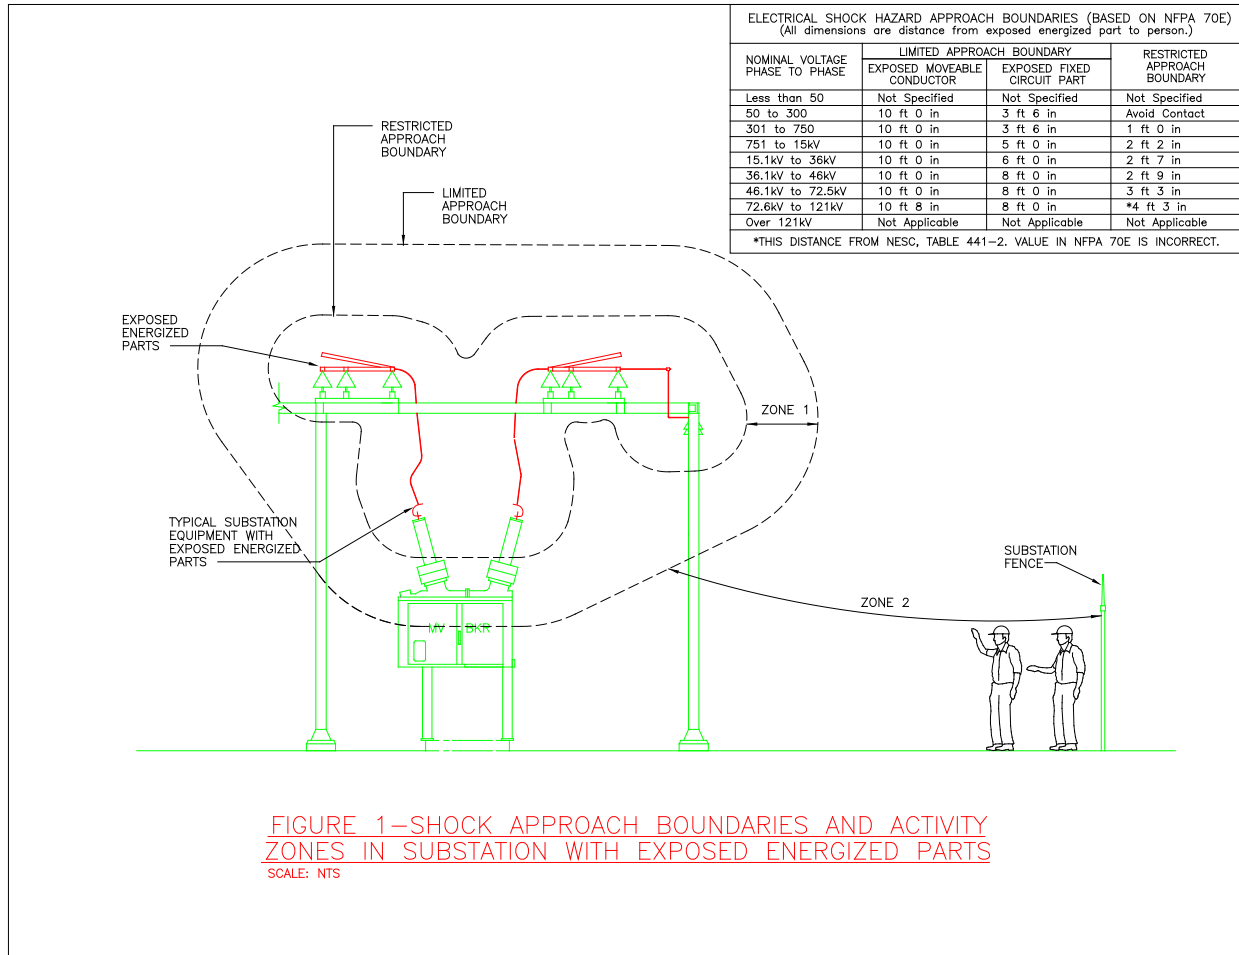 ELECTRICAL SHOCK HAZARD APPROACH BOUNDARIES (BASED ON NFPA 70E)
(All dimensions are distance from exposed energized part to person.)
NOMINAL VOLTAGE
PHASE TO PHASE
LIMITED APPROACH BOUNDARY
EXPOSED MOVEABLE
CONDUCTOR
EXPOSED FIXED
CIRCUIT PART
RESTRICTED
APPROACH
BOUNDARY
Less than 50 Not Specified Not Specified Not Specified
50 to 300 10 ft 0 in 3 ft 6 in Avoid Contact
301 to 750 10 ft 0 in 3 ft 6 in 1 ft 0 in
751 to 15kV 10 ft 0 in 5 ft 0 in 2 ft 2 in
15.1kV to 36kV 10 ft 0 in 6 ft 0 in 2 ft 7 in
36.1kV to 46kV 10 ft 0 in 8 ft 0 in 2 ft 9 in
46.1kV to 72.5kV 10 ft 0 in 8 ft 0 in 3 ft 3 in
72.6kV to 121kV 10 ft 8 in 8 ft 0 in *4 ft 3 in
Over 121kV Not Applicable Not Applicable Not Applicable
*THIS DISTANCE FROM NESC, TABLE 441-2. VALUE IN NFPA 70E IS INCORRECT.
RESTRICTED
APPROACH
BOUNDARY
LIMITED
APPROACH
BOUNDARY
EXPOSED
ENERGIZED
PARTS
ZONE 1
TYPICAL SUBSTATION
EQUIPMENT WITH
EXPOSED ENERGIZED
PARTS
SUBSTATION
FENCE
ZONE 2
MV BKR
FIGURE 1-SHOCK APPROACH BOUNDARIES AND ACTIVITY
ZONES IN SUBSTATION WITH EXPOSED ENERGIZED PARTS
SCALE: NTS